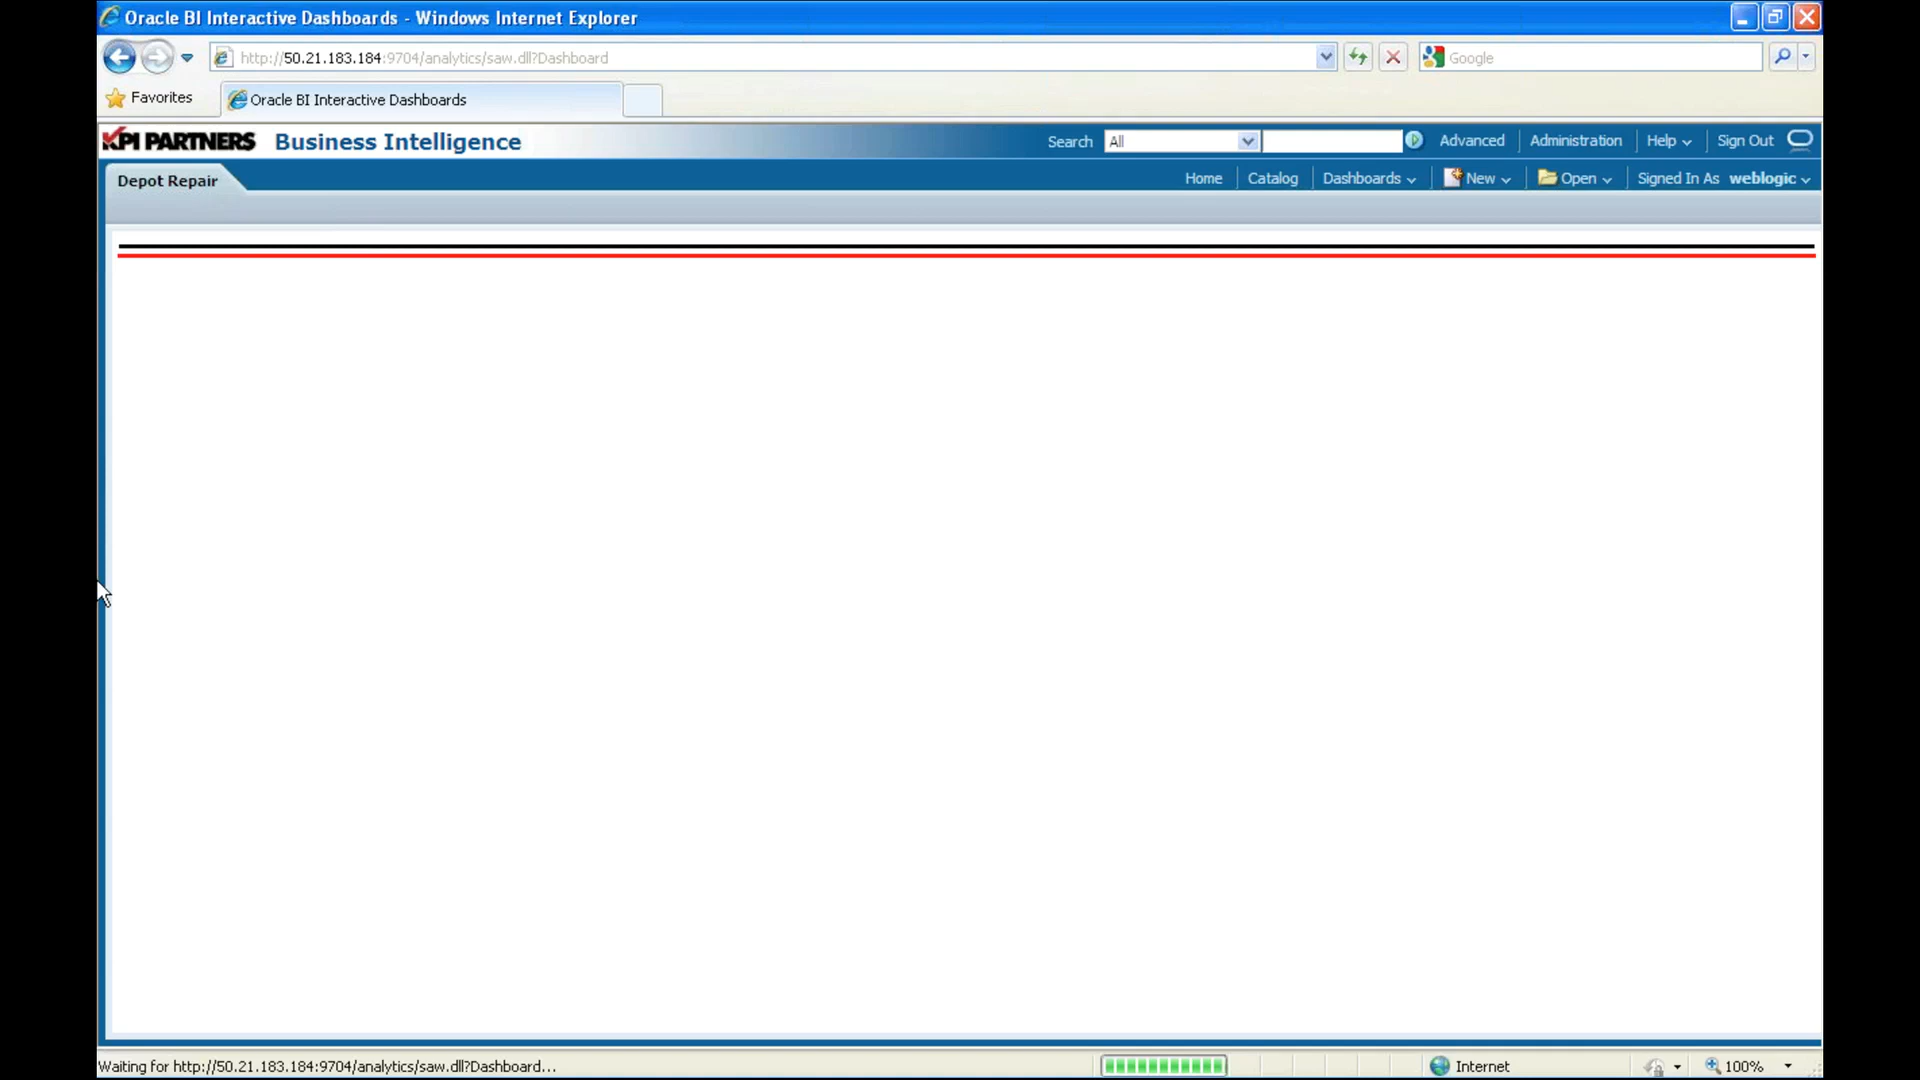 Oracle BI Interactive Dashboards - Windows Internet Explorer
http://50.21.183.184:9704/analytics/saw.dll?Dashboard
Google
Favorites
Oracle BI Interactive Dashboards
KPI PARTNERS Business Intelligence
Search All Advanced Administration Help Sign Out
Depot Repair
Home Catalog Dashboards New Open Signed In As weblogic
Waiting for http://50.21.183.184:9704/analytics/saw.dll?Dashboard...
Internet
100%